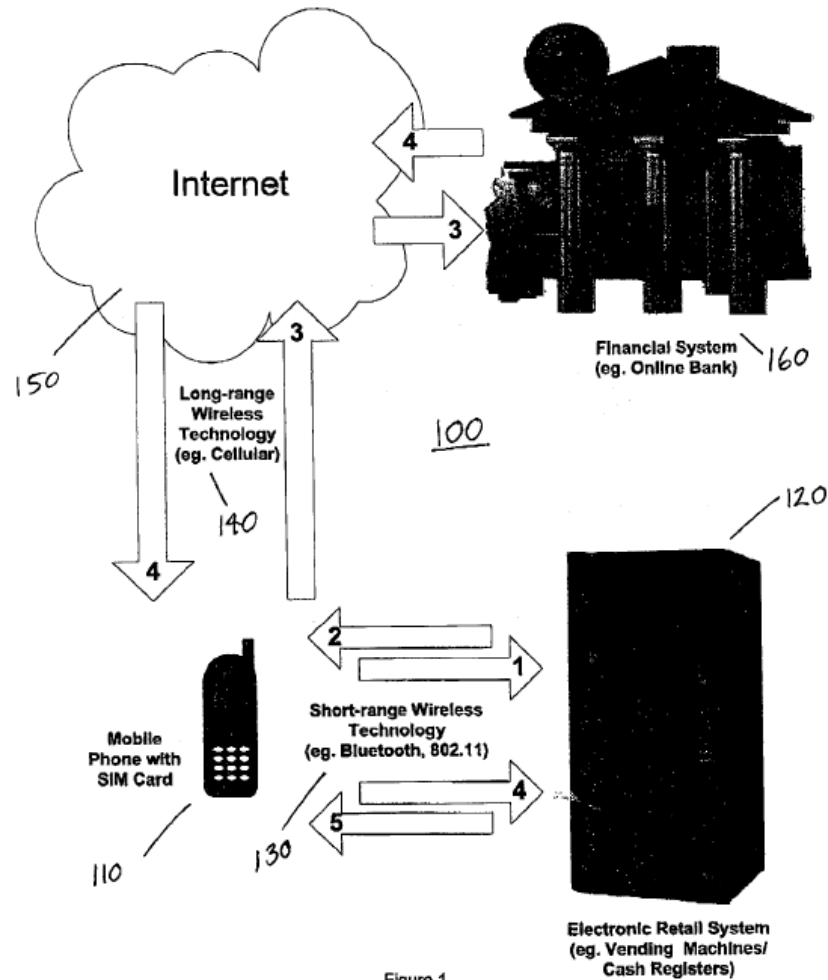 Internet
4
3
Financial System
(eg. Online Bank)
160
150
3
Long-range
Wireless
Technology
(eg. Cellular)
140
100
120
4
2
1
Mobile
Phone with
SIM Card
Short-range Wireless
Technology
(eg. Bluetooth, 802.11)
4
5
110
130
Electronic Retail System
(eg. Vending Machines/
Cash Registers)
Figure 1